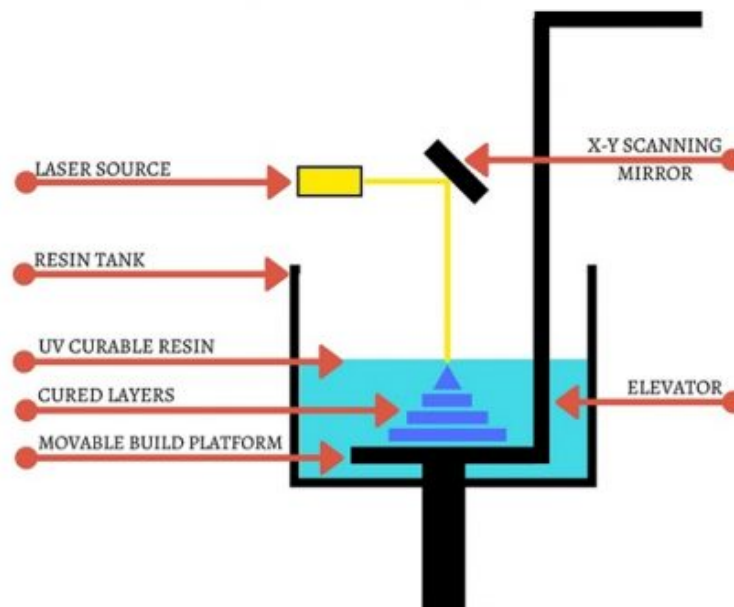 LASER SOURCE
X-Y SCANNING
MIRROR
RESIN TANK
UV CURABLE RESIN
CURED LAYERS
ELEVATOR
MOVABLE BUILD PLATFORM